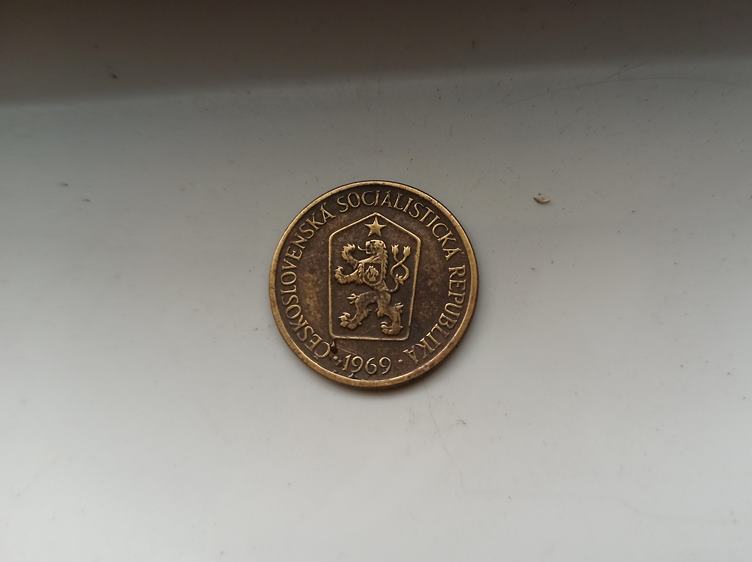 ČESKOSLOVENSKÁ SOCIALISTICKÁ REPUBLIKA
· 1969 ·